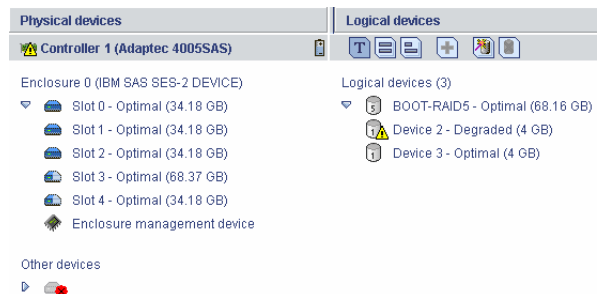 Physical devices
Controller 1 (Adaptec 4005SAS)
Enclosure 0 (IBM SAS SES-2 DEVICE)
Slot 0 - Optimal (34.18 GB)
Slot 1 - Optimal (34.18 GB)
Slot 2 - Optimal (34.18 GB)
Slot 3 - Optimal (68.37 GB)
Slot 4 - Optimal (34.18 GB)
Enclosure management device
Other devices
Logical devices
T
Logical devices (3)
5 BOOT-RAID5 - Optimal (68.16 GB)
1 Device 2 - Degraded (4 GB)
1 Device 3 - Optimal (4 GB)